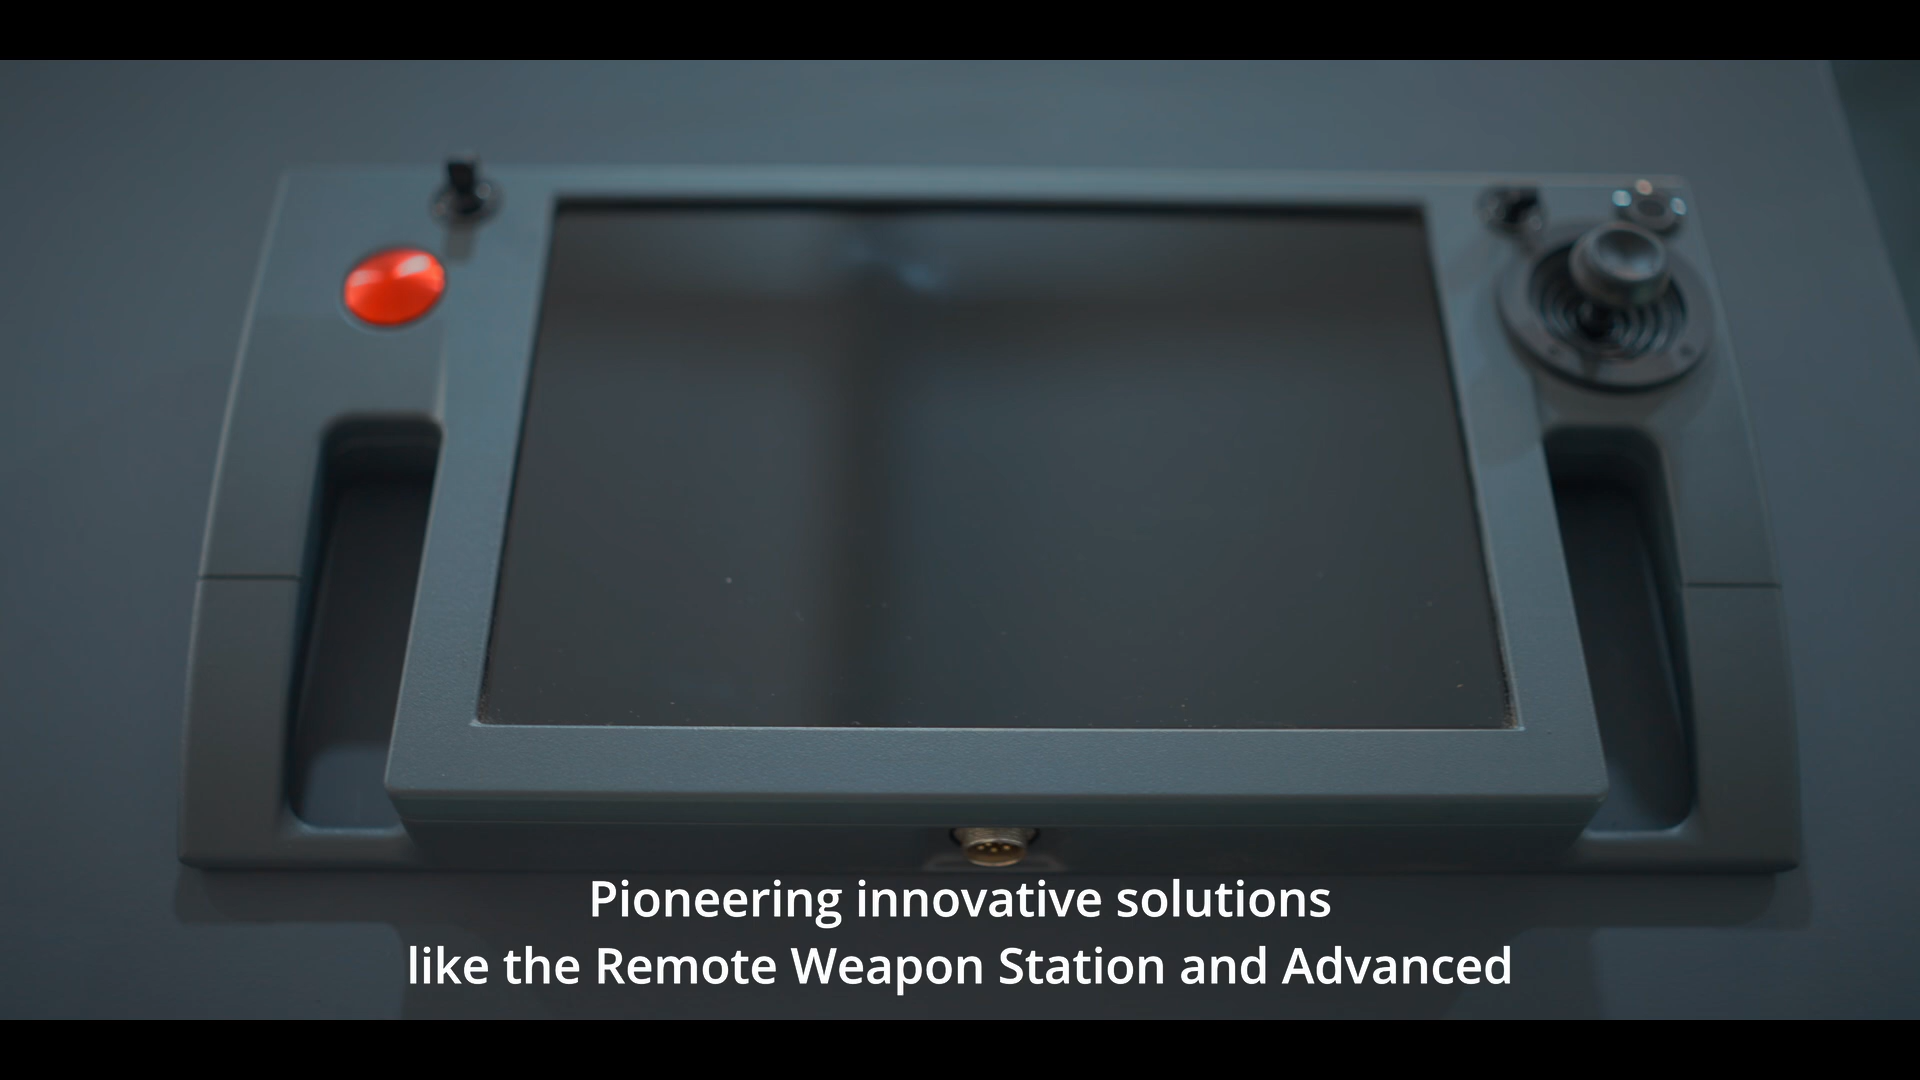 Pioneering innovative solutions
like the Remote Weapon Station and Advanced